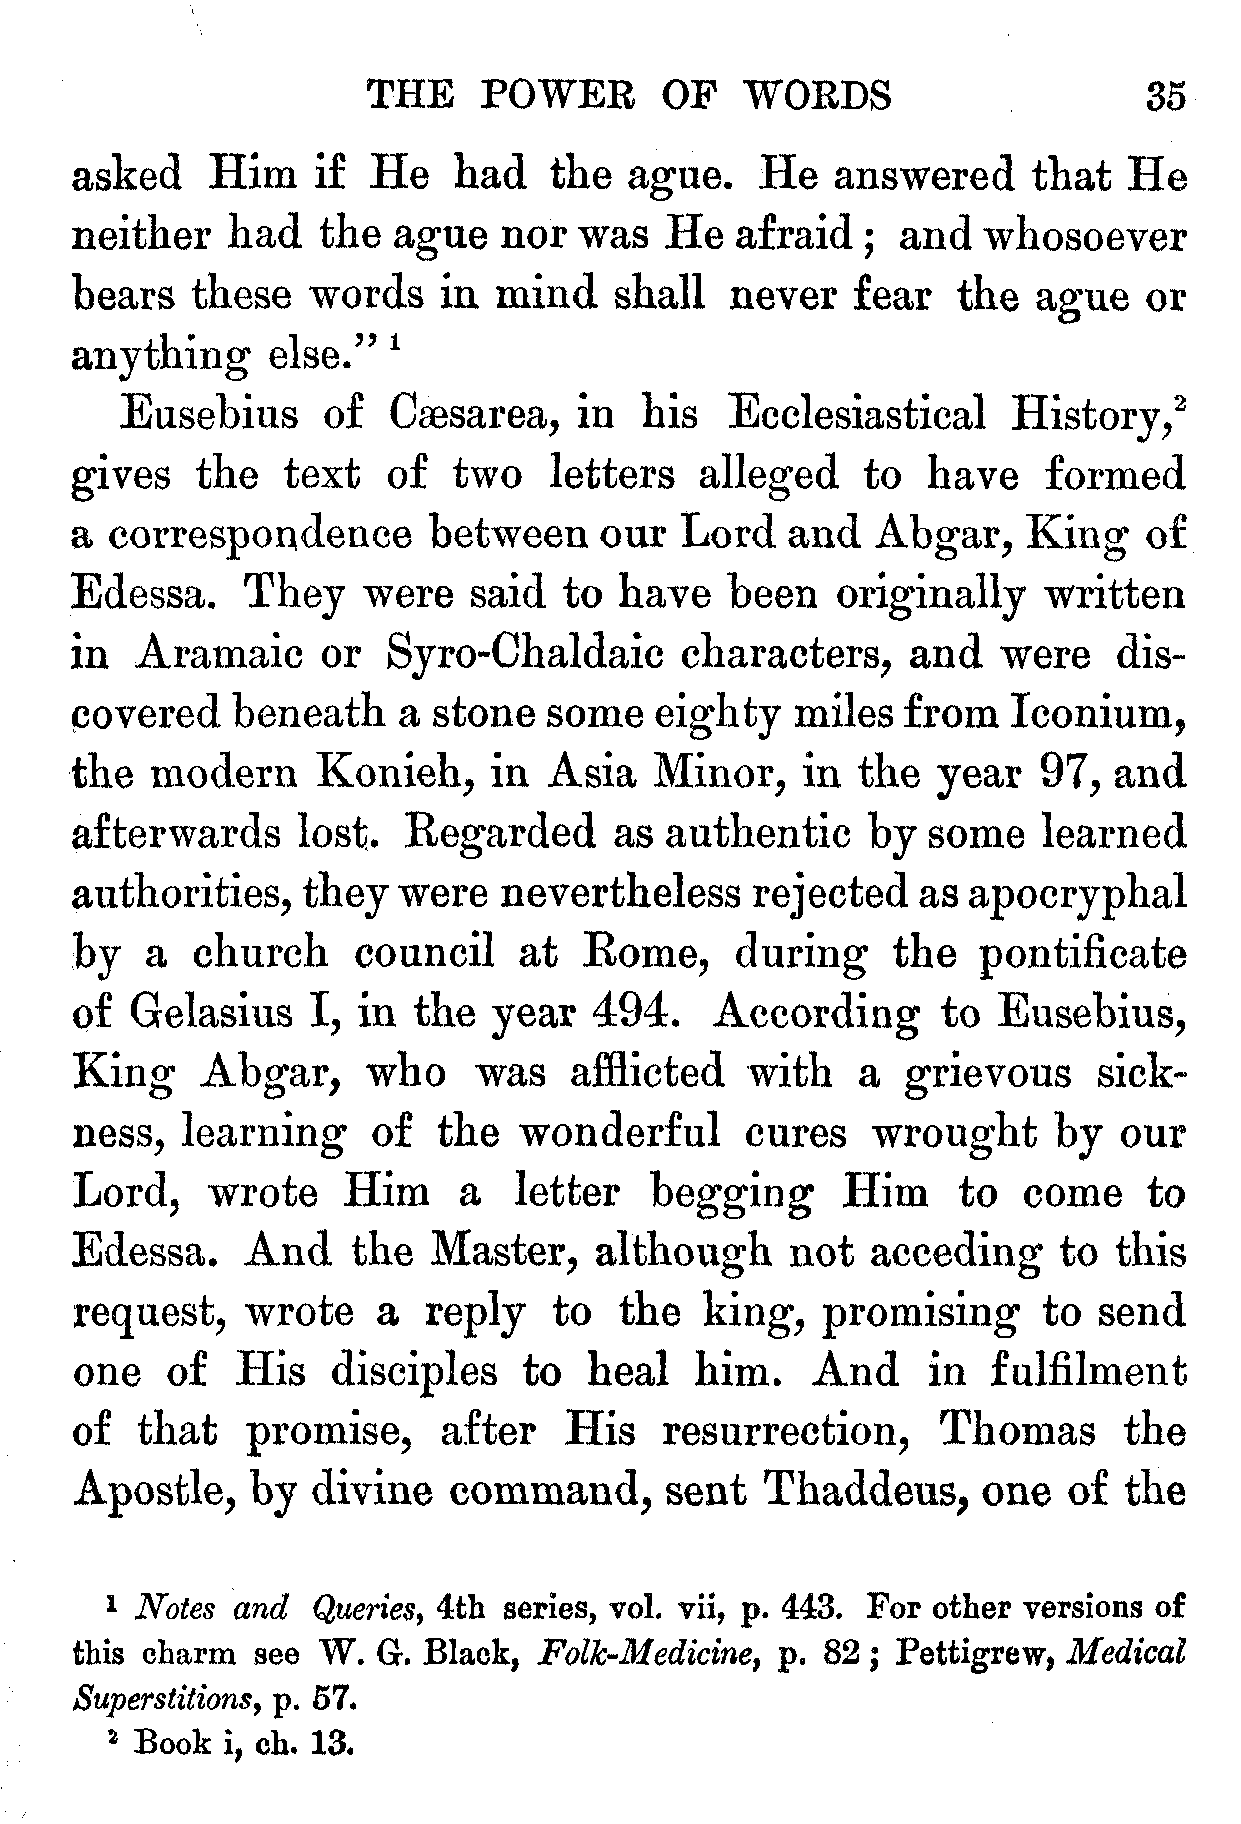 THE POWER OF WORDS 35
asked Him if He had the ague. He answered that He
neither had the ague nor was He afraid ; and whosoever
bears these words in mind shall never fear the ague or
anything else." ¹
Eusebius of Cæsarea, in his Ecclesiastical History,²
gives the text of two letters alleged to have formed
a correspondence between our Lord and Abgar, King of
Edessa. They were said to have been originally written
in Aramaic or Syro-Chaldaic characters, and were dis-
covered beneath a stone some eighty miles from Iconium,
the modern Konieh, in Asia Minor, in the year 97, and
afterwards lost. Regarded as authentic by some learned
authorities, they were nevertheless rejected as apocryphal
by a church council at Rome, during the pontificate
of Gelasius I, in the year 494. According to Eusebius,
King Abgar, who was afflicted with a grievous sick-
ness, learning of the wonderful cures wrought by our
Lord, wrote Him a letter begging Him to come to
Edessa. And the Master, although not acceding to this
request, wrote a reply to the king, promising to send
one of His disciples to heal him. And in fulfilment
of that promise, after His resurrection, Thomas the
Apostle, by divine command, sent Thaddeus, one of the
¹ Notes and Queries, 4th series, vol. vii, p. 443. For other versions of
this charm see W. G. Black, Folk-Medicine, p. 82 ; Pettigrew, Medical
Superstitions, p. 57.
² Book i, ch. 13.